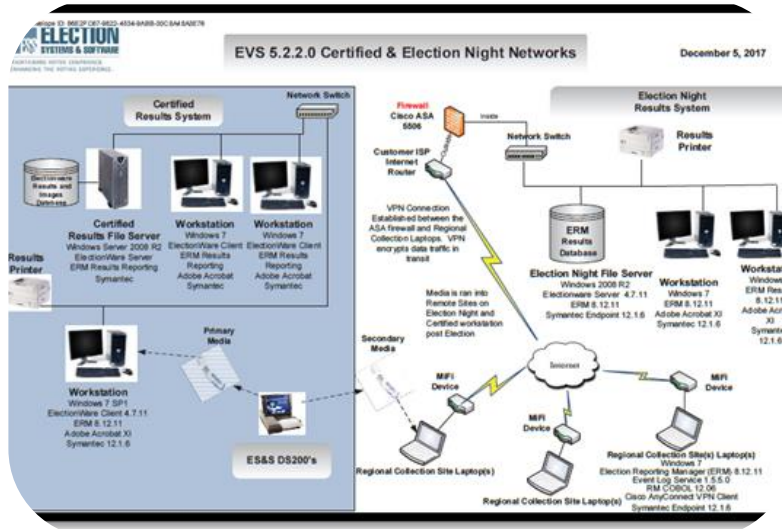 ELECTION
SYSTEMS & SOFTWARE
EVS 5.2.2.0 Certified & Election Night Networks
December 5, 2017
Certified
Results System
Network Switch
Certified
Results File Server
Windows Server 2008 R2
ElectionWare Server
ERM Results Reporting
Symantec
Workstation
Windows 7
ElectionWare Client
ERM Results
Reporting
Adobe Acrobat
Symantec
Workstation
Windows 7
ElectionWare Client
ERM Results
Reporting
Adobe Acrobat
Symantec
Results
Printer
Workstation
Windows 7 SP1
ElectionWare Client 4.7.11
ERM 8.12.11
Adobe Acrobat XI
Symantec 12.1.6
Primary
Media
ES&S DS200's
Secondary
Media
Firewall
Cisco ASA
5506
Inside
Customer ISP
Internet
Router
VPN Connection
Established between the
ASA firewall and Regional
Collection Laptops. VPN
encrypts data traffic in
transit
Media is ran into
Remote Sites on
Election Night and
Certified workstation
post Election
Election Night
Results System
Network Switch
Results
Printer
ERM
Results
Database
Election Night File Server
Windows 2008 R2
Electionware Server 4.7.11
ERM 8.12.11
Symantec Endpoint 12.1.6
Workstation
Windows 7
ERM 8.12.11
Adobe Acrobat
XI
Symantec 12.1.6
Internet
MiFi
Device
Regional Collection Site Laptop(s)
MiFi
Device
Regional Collection Site Laptop(s)
MiFi
Device
Regional Collection Site(s) Laptop(s)
Windows 7
Election Reporting Manager (ERM) 8.12.11
Event Log Service 1.5.5.0
RM COBOL 12.06
Cisco AnyConnect VPN Client
Symantec Endpoint 12.1.6